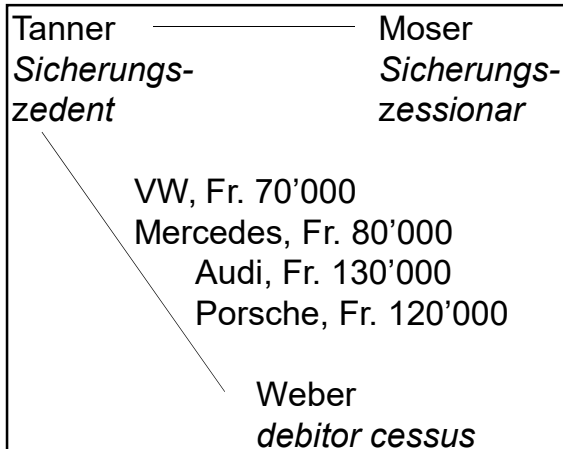 Tanner
Moser
Sicherungs-
zedent
Sicherungs-
zessionar
VW, Fr. 70’000
Mercedes, Fr. 80’000
Audi, Fr. 130’000
Porsche, Fr. 120’000
Weber
debitor cessus